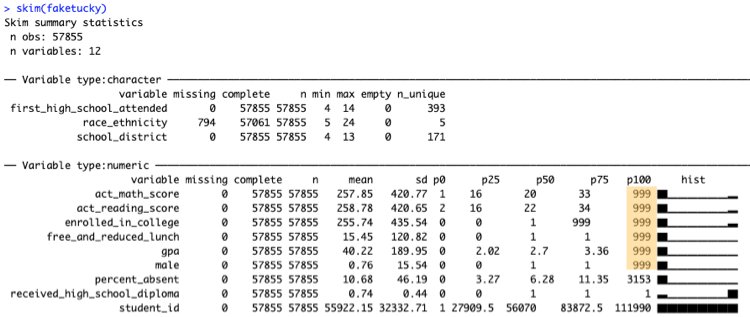 > skim(faketucky)
Skim summary statistics
n obs: 57855
n variables: 12
── Variable type:character ──
variable missing complete n min max empty n_unique
first_high_school_attended 0 57855 57855 4 14 0 393
race_ethnicity 794 57061 57855 5 24 0 5
school_district 0 57855 57855 4 13 0 171
── Variable type:numeric ──
variable missing complete n mean sd p0 p25 p50 p75 p100 hist
act_math_score 0 57855 57855 257.85 420.77 1 16 20 33 999
act_reading_score 0 57855 57855 258.78 420.65 2 16 22 34 999
enrolled_in_college 0 57855 57855 255.74 435.54 0 0 1 999 999
free_and_reduced_lunch 0 57855 57855 15.45 120.82 0 0 1 1 999
gpa 0 57855 57855 40.22 189.95 0 2.02 2.7 3.36 999
male 0 57855 57855 0.76 15.54 0 0 1 1 999
percent_absent 0 57855 57855 10.68 46.19 0 3.27 6.28 11.35 3153
received_high_school_diploma 0 57855 57855 0.74 0.44 0 0 1 1 1
student_id 0 57855 57855 55922.15 32332.71 1 27909.5 56070 83872.5 111990